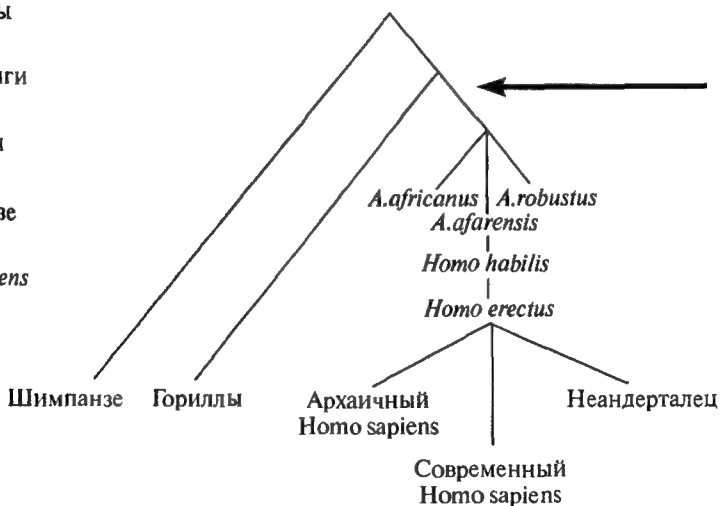 A.africanus A.robustus
A.afarensis
Homo habilis
Homo erectus
Шимпанзе Гориллы Архаичный Неандерталец
Homo sapiens
Современный
Homo sapiens